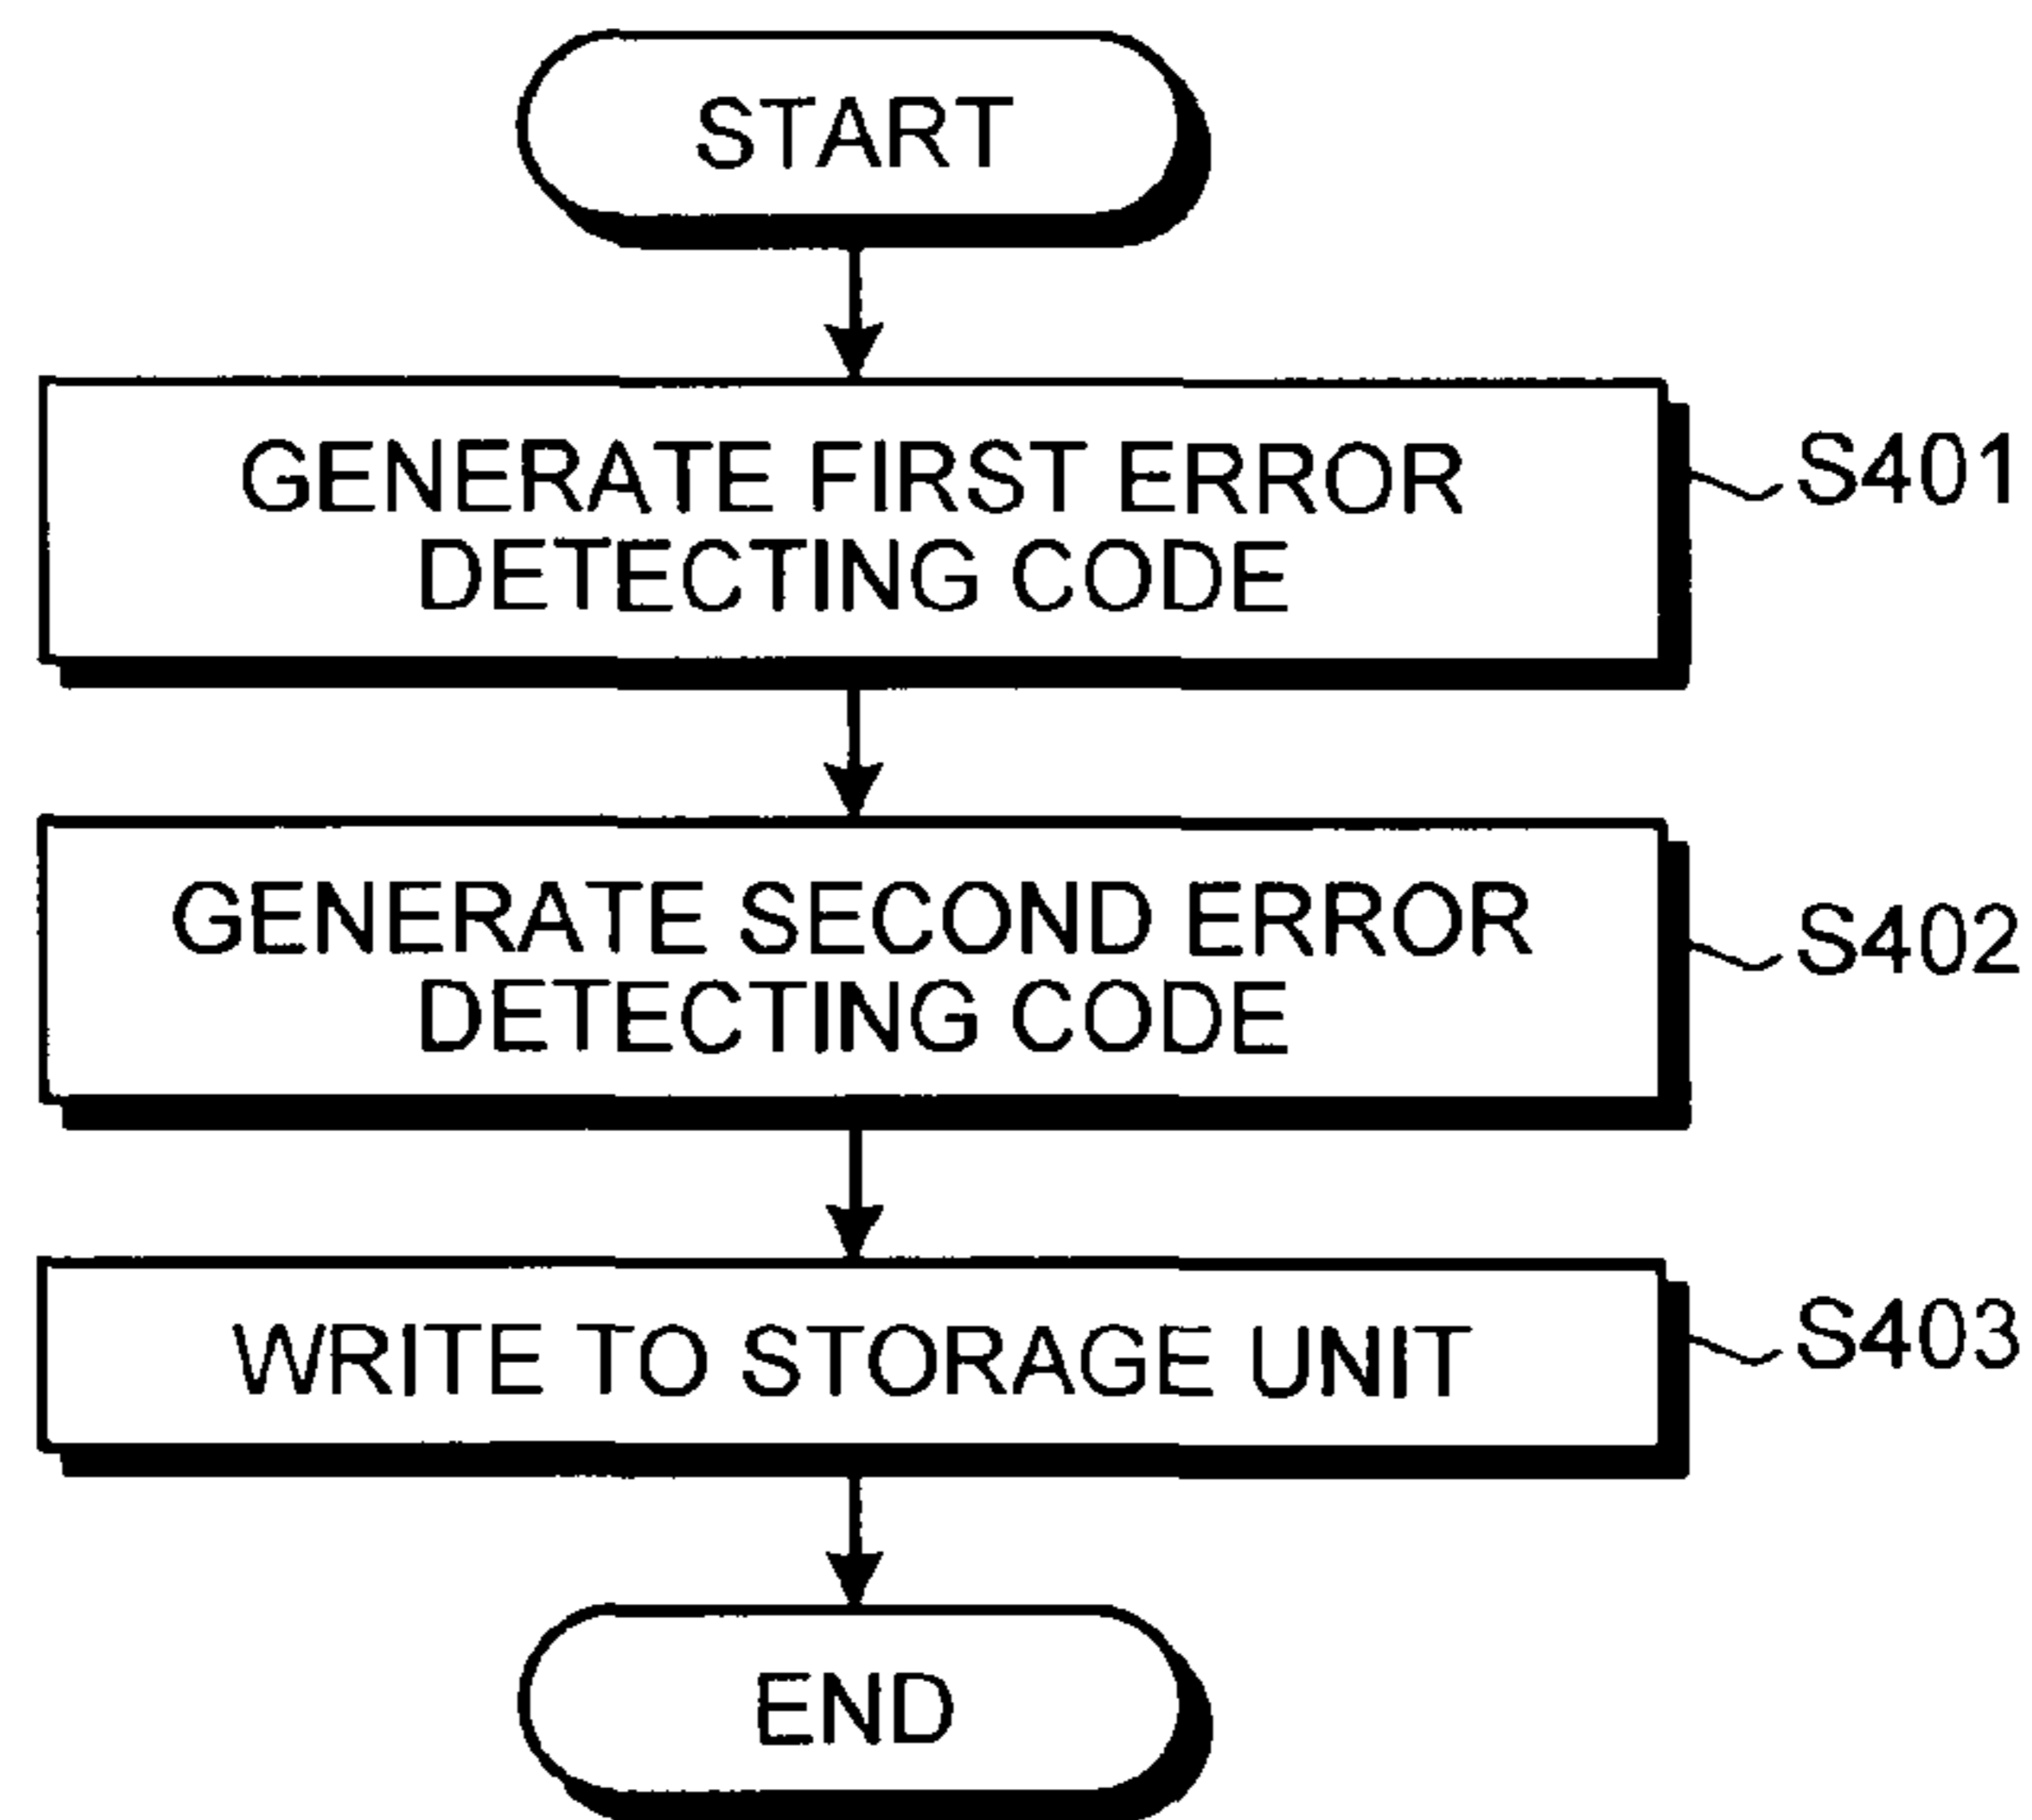 START
GENERATE FIRST ERROR
DETECTING CODE
S401
GENERATE SECOND ERROR
DETECTING CODE
S402
WRITE TO STORAGE UNIT
S403
END